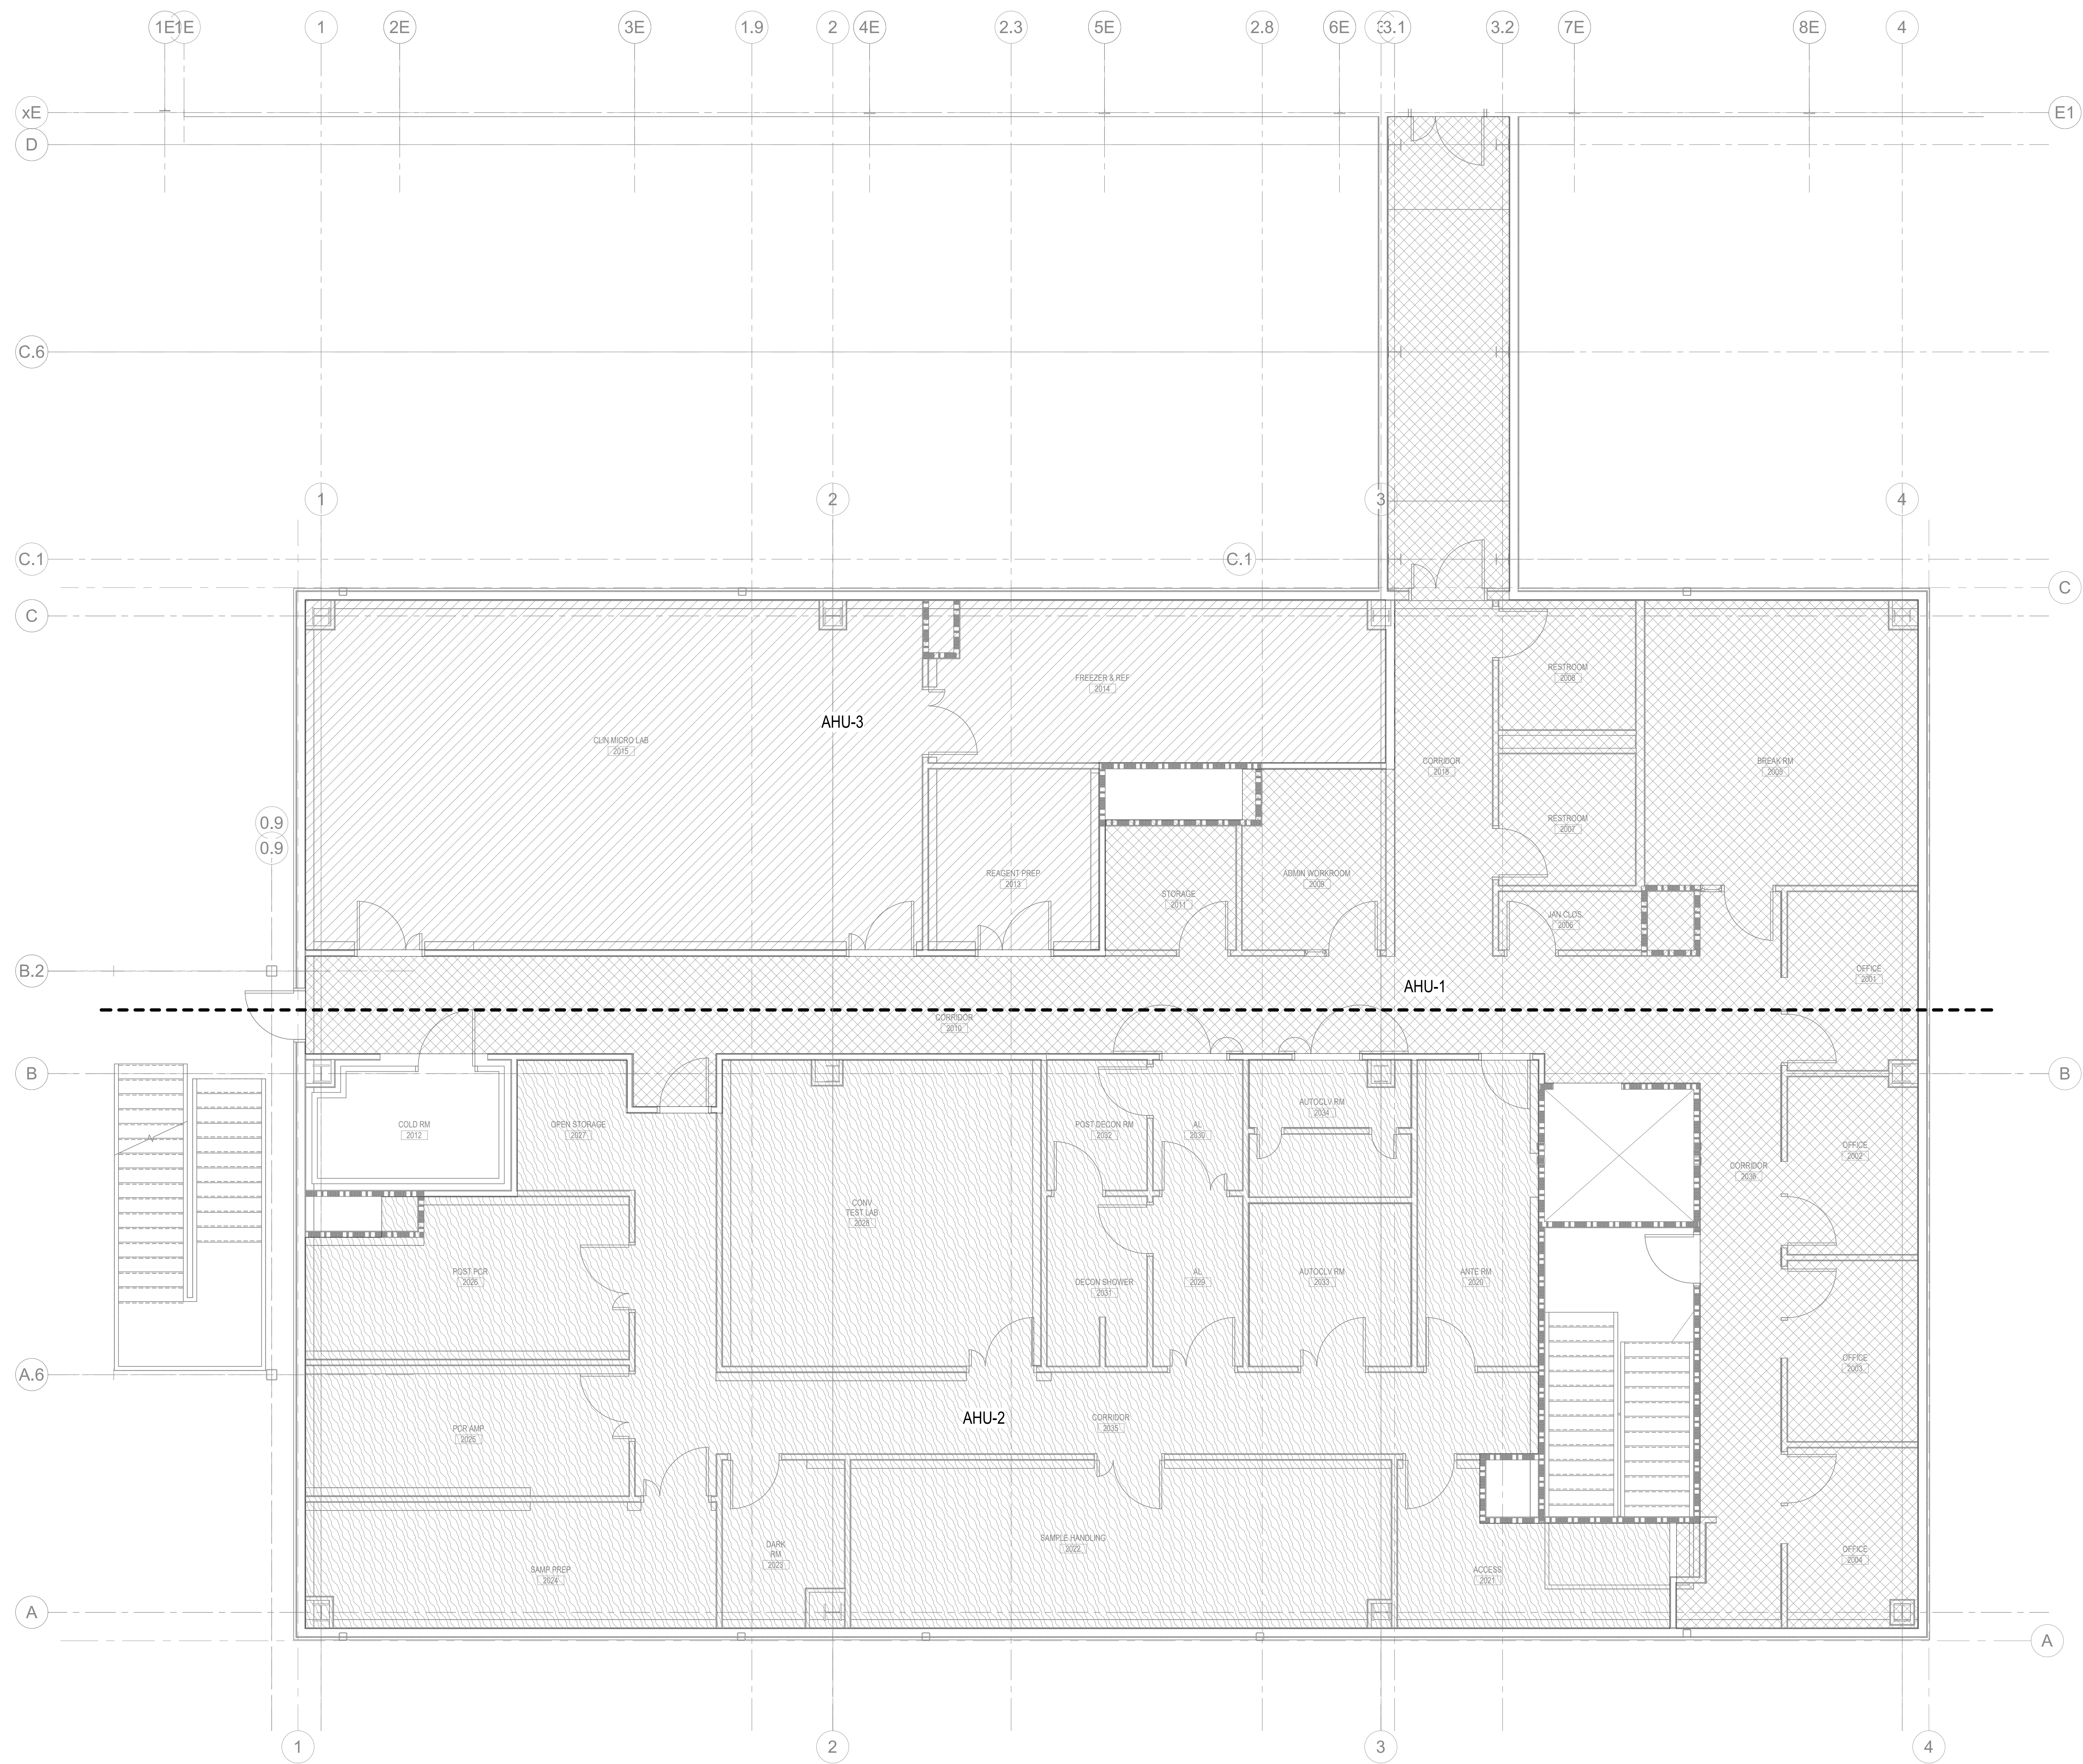 1E
1E
1
2E
3E
1.9
2
4E
2.3
5E
2.8
6E
3
3.1
3.2
7E
8E
4
xE
E1
D
C.6
1
2
3
4
C.1
C.1
C
C
RESTROOM
2008
FREEZER & REF
2014
AHU-3
CLIN MICRO LAB
2015
CORRIDOR
2018
BREAK RM
2005
RESTROOM
2007
0.9
0.9
REAGENT PREP
2013
ADMIN WORKROOM
2009
STORAGE
2011
JAN CLOS.
2006
B.2
OFFICE
2001
AHU-1
CORRIDOR
2010
B
B
AUTOCLV RM
2034
COLD RM
2012
OPEN STORAGE
2027
POST DECON RM
2032
AL
2030
OFFICE
2002
CORRIDOR
2036
CONV
TEST LAB
2028
POST PCR
2026
DECON SHOWER
2031
AL
2029
AUTOCLV RM
2033
ANTE RM
2020
OFFICE
2003
A.6
AHU-2
CORRIDOR
2035
PCR AMP
2025
SAMPLE HANDLING
2022
DARK
RM
2023
OFFICE
2004
SAMP PREP
2024
ACCESS
2021
A
A
1
2
3
4